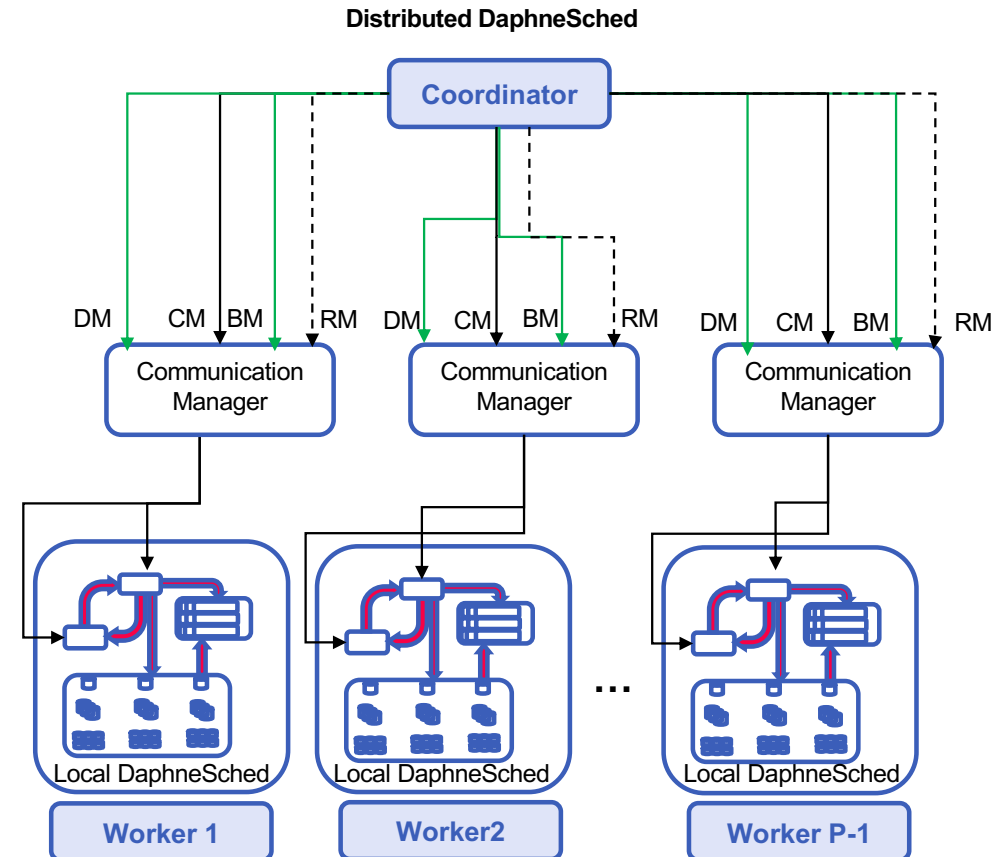 Distributed DaphneSched
Coordinator
DM CM BM RM DM CM BM RM DM CM BM RM
Communication
Manager
Communication
Manager
Communication
Manager
...
Local DaphneSched
Local DaphneSched
Local DaphneSched
Worker 1
Worker2
Worker P-1